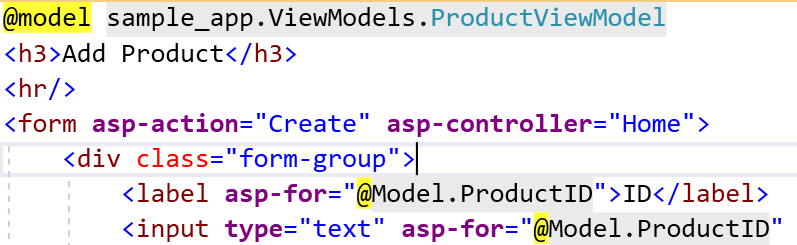 @model sample_app.ViewModels.ProductViewModel
<h3>Add Product</h3>
<hr/>
<form asp-action="Create" asp-controller="Home">
<div class="form-group">
<label asp-for="@Model.ProductID">ID</label>
<input type="text" asp-for="@Model.ProductID"